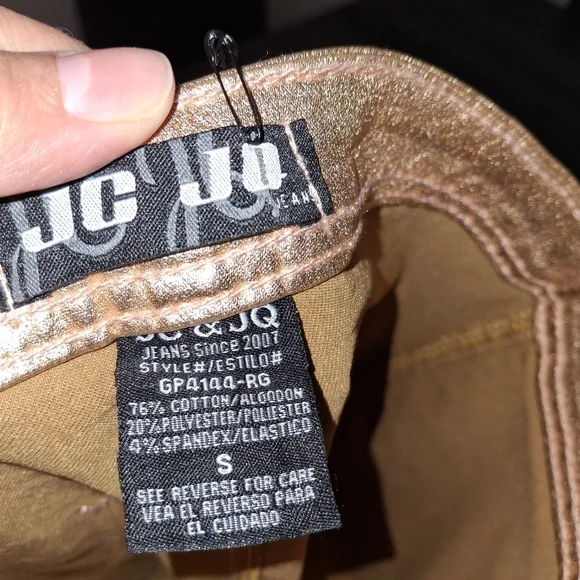 JC JQ
JEANS
JC & JQ
JEANS SINCE 2007
STYLE#/ESTILO#
GP4144-RG
76% COTTON/ALGODON
20% POLYESTER/POLIESTER
4% SPANDEX/ELASTICO
S
SEE REVERSE FOR CARE
VEA EL REVERSO PARA
EL CUIDADO